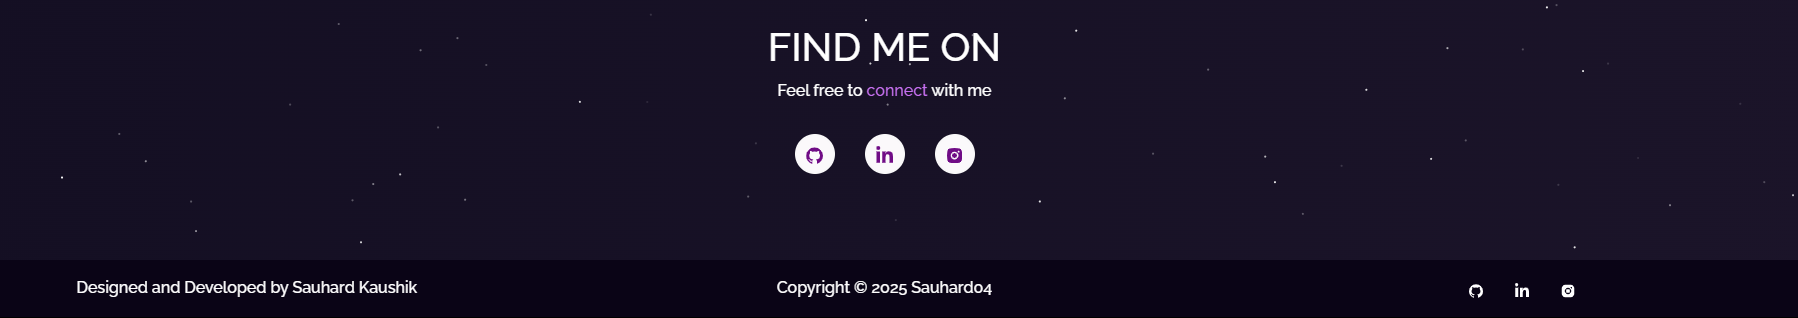 FIND ME ON
Feel free to connect with me
Designed and Developed by Sauhard Kaushik
Copyright © 2025 Sauhard04